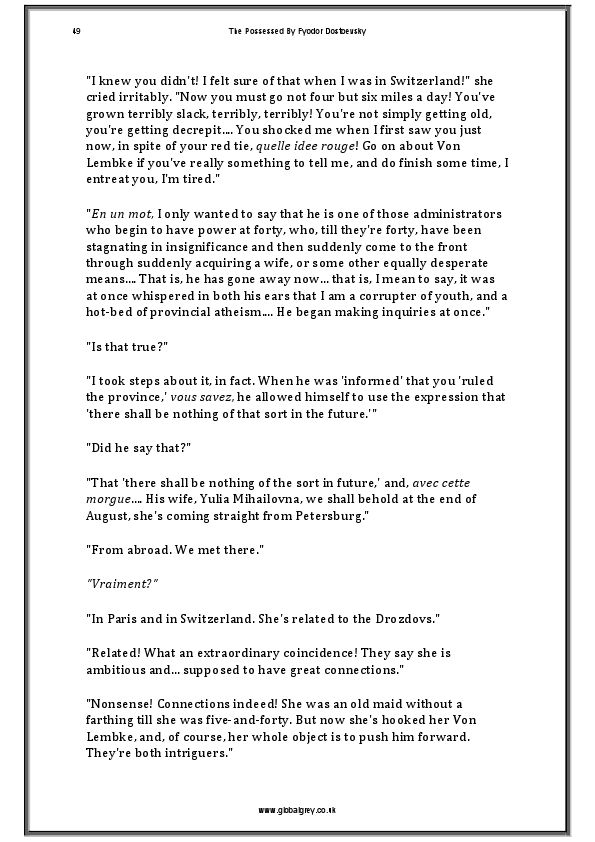 49
The Possessed By Fyodor Dostoevsky
"I knew you didn't! I felt sure of that when I was in Switzerland!" she
cried irritably. "Now you must go not four but six miles a day! You've
grown terribly slack, terribly, terribly! You're not simply getting old,
you're getting decrepit.... You shocked me when I first saw you just
now, in spite of your red tie, quelle idee rouge! Go on about Von
Lembke if you've really something to tell me, and do finish some time, I
entreat you, I'm tired."
"En un mot, I only wanted to say that he is one of those administrators
who begin to have power at forty, who, till they're forty, have been
stagnating in insignificance and then suddenly come to the front
through suddenly acquiring a wife, or some other equally desperate
means.... That is, he has gone away now... that is, I mean to say, it was
at once whispered in both his ears that I am a corrupter of youth, and a
hot-bed of provincial atheism.... He began making inquiries at once."
"Is that true?"
"I took steps about it, in fact. When he was 'informed' that you 'ruled
the province,' vous savez, he allowed himself to use the expression that
'there shall be nothing of that sort in the future.'"
"Did he say that?"
"That 'there shall be nothing of the sort in future,' and, avec cette
morgue.... His wife, Yulia Mihailovna, we shall behold at the end of
August, she's coming straight from Petersburg."
"From abroad. We met there."
"Vraiment?"
"In Paris and in Switzerland. She's related to the Drozdovs."
"Related! What an extraordinary coincidence! They say she is
ambitious and... supposed to have great connections."
"Nonsense! Connections indeed! She was an old maid without a
farthing till she was five-and-forty. But now she's hooked her Von
Lembke, and, of course, her whole object is to push him forward.
They're both intriguers."
www.globalgrey.co.uk